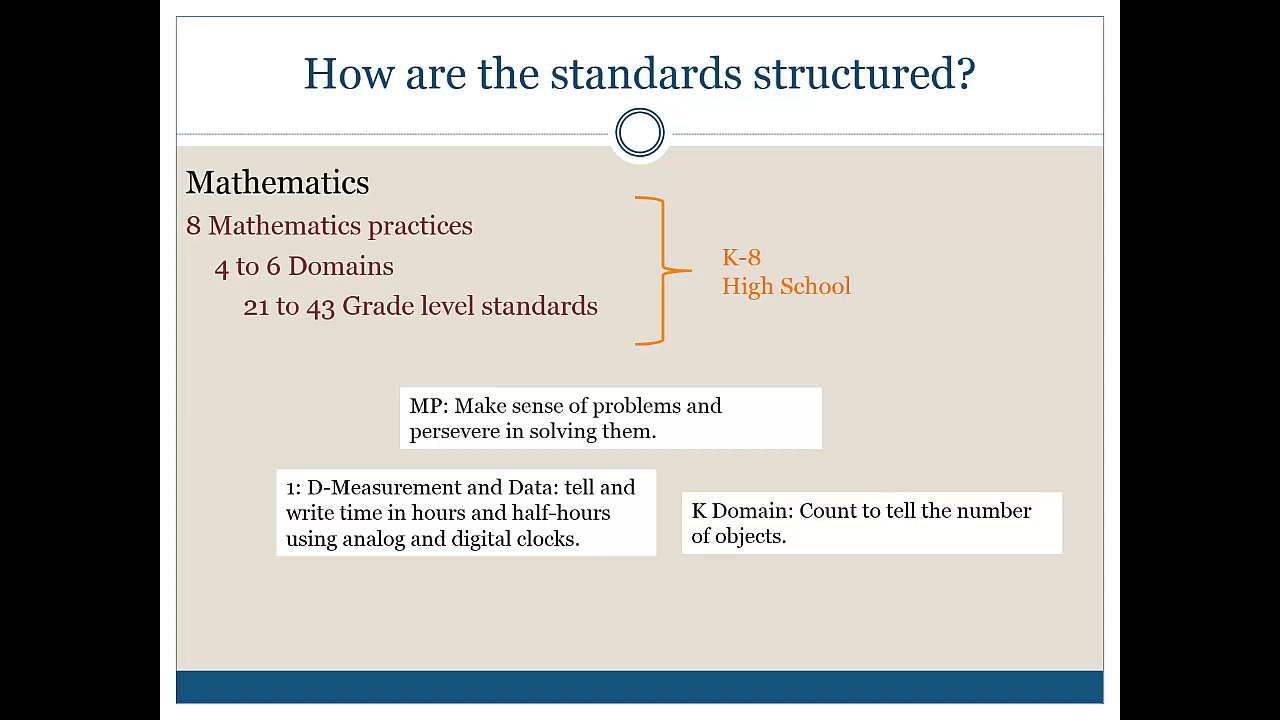 How are the standards structured?
Mathematics
8 Mathematics practices
4 to 6 Domains
21 to 43 Grade level standards
K-8
High School
MP: Make sense of problems and
persevere in solving them.
1: D-Measurement and Data: tell and
write time in hours and half-hours
using analog and digital clocks.
K Domain: Count to tell the number
of objects.